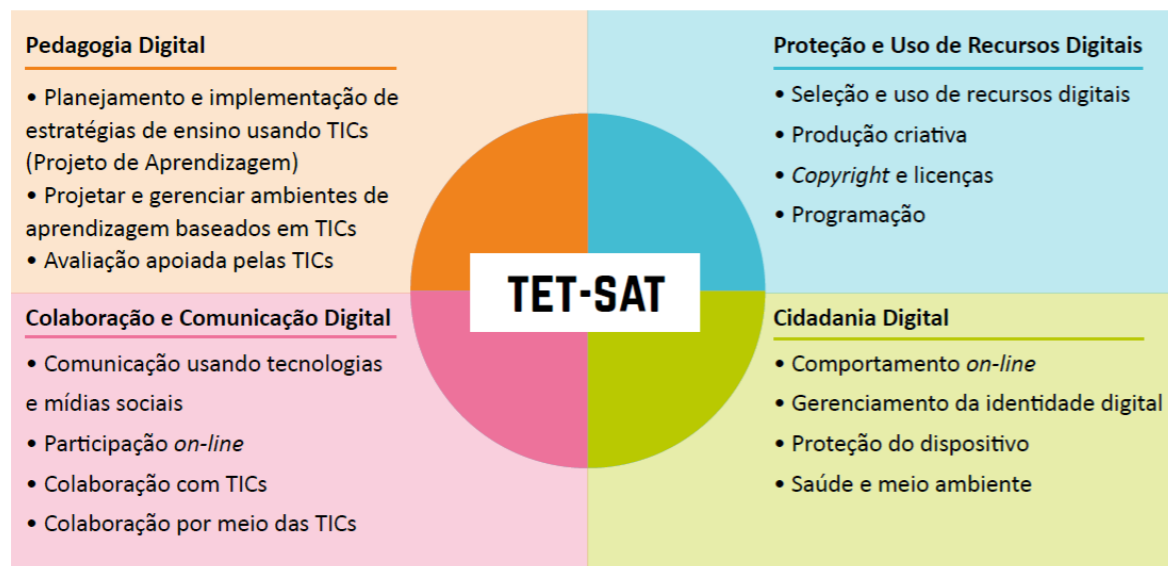 Pedagogia Digital
• Planejamento e implementação de
estratégias de ensino usando TICs
(Projeto de Aprendizagem)
• Projetar e gerenciar ambientes de
aprendizagem baseados em TICs
• Avaliação apoiada pelas TICs
Proteção e Uso de Recursos Digitais
• Seleção e uso de recursos digitais
• Produção criativa
• Copyright e licenças
• Programação
TET-SAT
Colaboração e Comunicação Digital
• Comunicação usando tecnologias
e mídias sociais
• Participação on-line
• Colaboração com TICs
• Colaboração por meio das TICs
Cidadania Digital
• Comportamento on-line
• Gerenciamento da identidade digital
• Proteção do dispositivo
• Saúde e meio ambiente